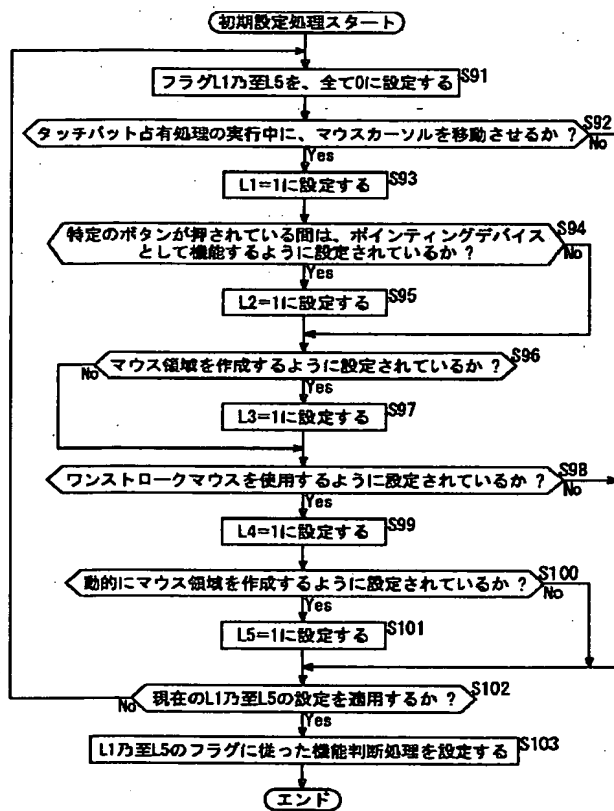 初期設定処理スタート
フラグL1乃至L5を、全て0に設定する
S91
タッチパット占有処理の実行中に、マウスカーソルを移動させるか ?
S92
No
Yes
L1=1に設定する
S93
特定のボタンが押されている間は、ポインティングデバイス
として機能するように設定されているか ?
S94
No
Yes
L2=1に設定する
S95
マウス領域を作成するように設定されているか ?
S96
No
Yes
L3=1に設定する
S97
ワンストロークマウスを使用するように設定されているか ?
S98
No
Yes
L4=1に設定する
S99
動的にマウス領域を作成するように設定されているか ?
S100
No
Yes
L5=1に設定する
S101
現在のL1乃至L5の設定を適用するか ?
S102
No
Yes
L1乃至L5のフラグに従った機能判断処理を設定する
S103
エンド